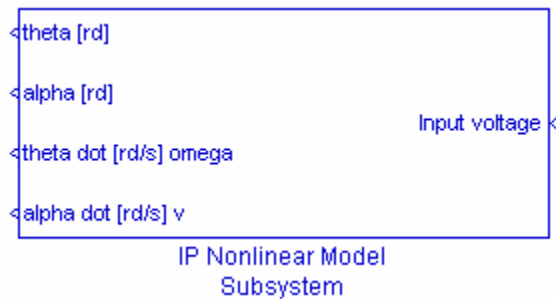 theta [rd]
alpha [rd]
Input voltage
theta dot [rd/s] omega
alpha dot [rd/s] v
IP Nonlinear Model
Subsystem